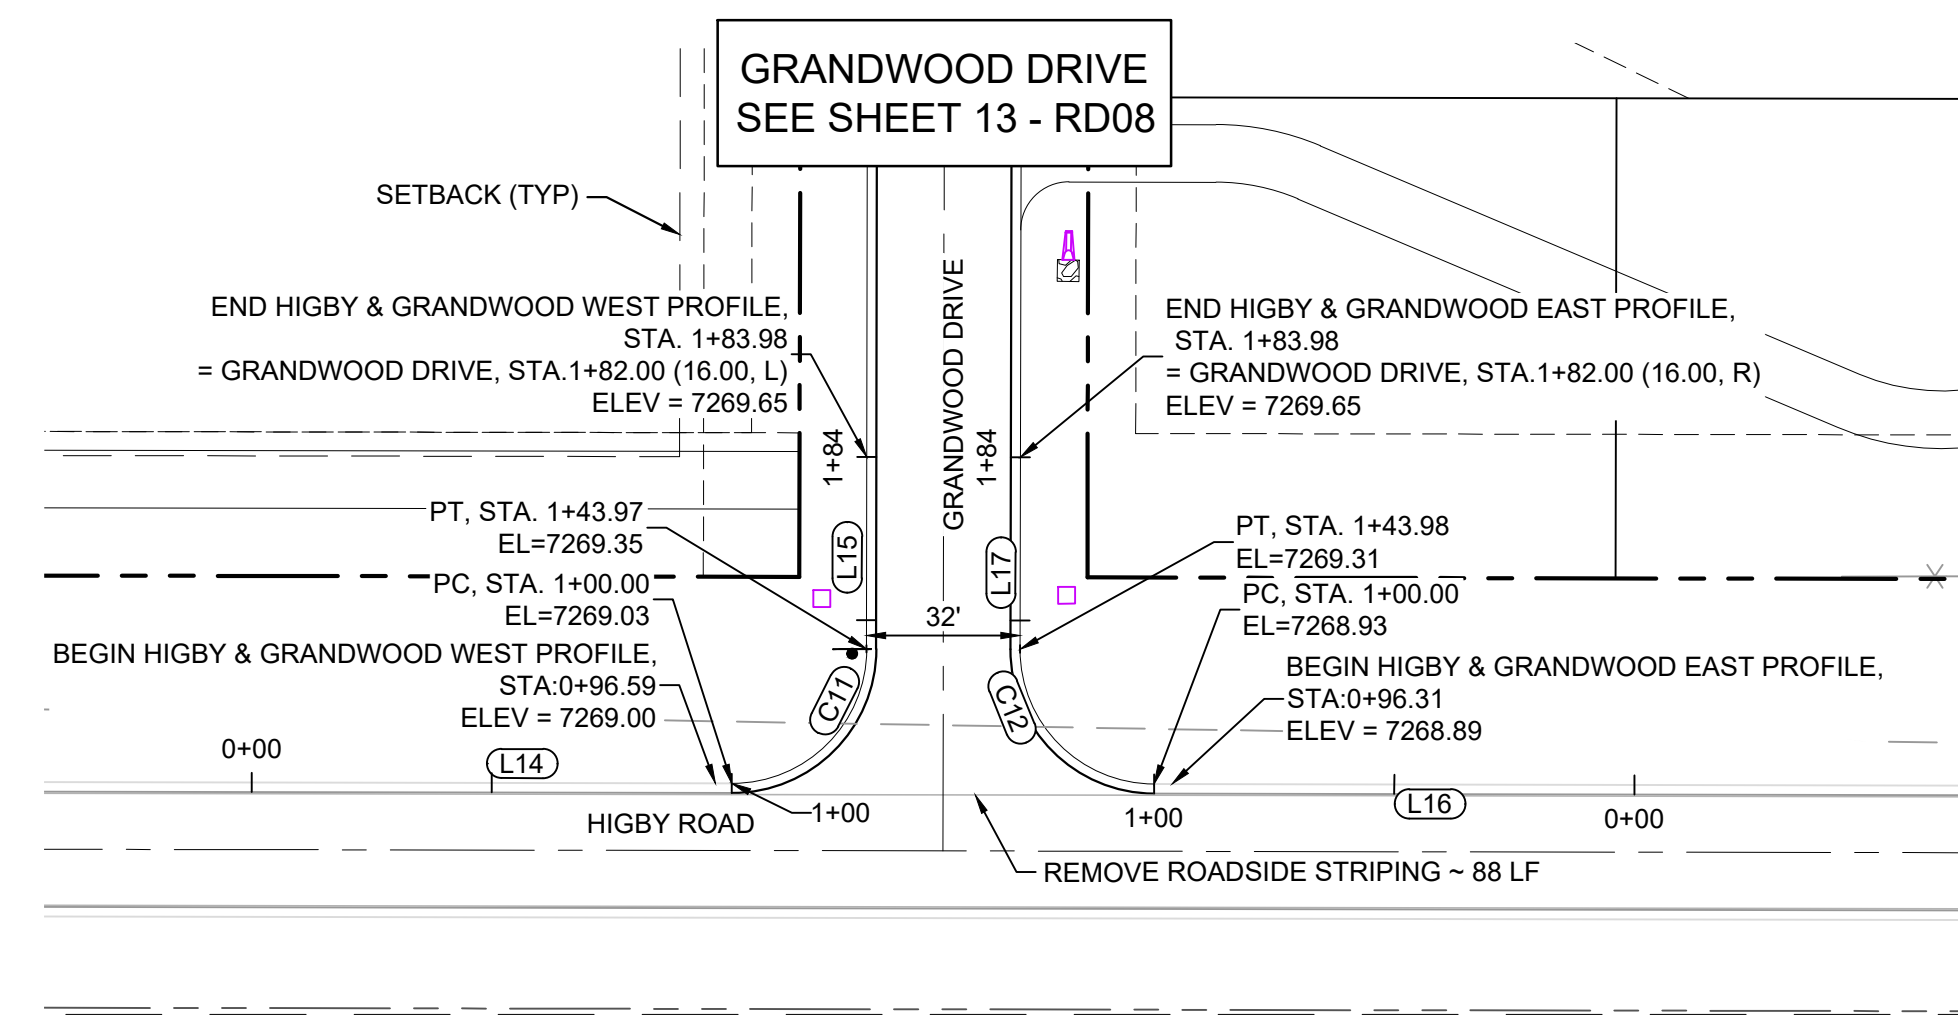 GRANDWOOD DRIVE
SEE SHEET 13 - RD08
SETBACK (TYP)
END HIGBY & GRANDWOOD WEST PROFILE,
STA. 1+83.98
= GRANDWOOD DRIVE, STA.1+82.00 (16.00, L)
ELEV = 7269.65
END HIGBY & GRANDWOOD EAST PROFILE,
STA. 1+83.98
= GRANDWOOD DRIVE, STA.1+82.00 (16.00, R)
ELEV = 7269.65
1+84
GRANDWOOD DRIVE
1+84
PT, STA. 1+43.97
EL=7269.35
PC, STA. 1+00.00
EL=7269.03
BEGIN HIGBY & GRANDWOOD WEST PROFILE,
STA:0+96.59
ELEV = 7269.00
L15
L17
32'
C11
C12
PT, STA. 1+43.98
EL=7269.31
PC, STA. 1+00.00
EL=7268.93
BEGIN HIGBY & GRANDWOOD EAST PROFILE,
STA:0+96.31
ELEV = 7268.89
0+00
L14
HIGBY ROAD
1+00
1+00
L16
0+00
REMOVE ROADSIDE STRIPING ~ 88 LF